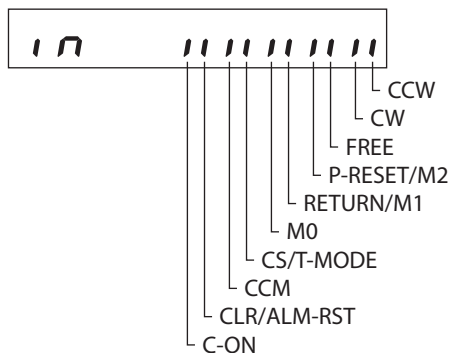 in
CCW
CW
FREE
P-RESET/M2
RETURN/M1
M0
CS/T-MODE
CCM
CLR/ALM-RST
C-ON